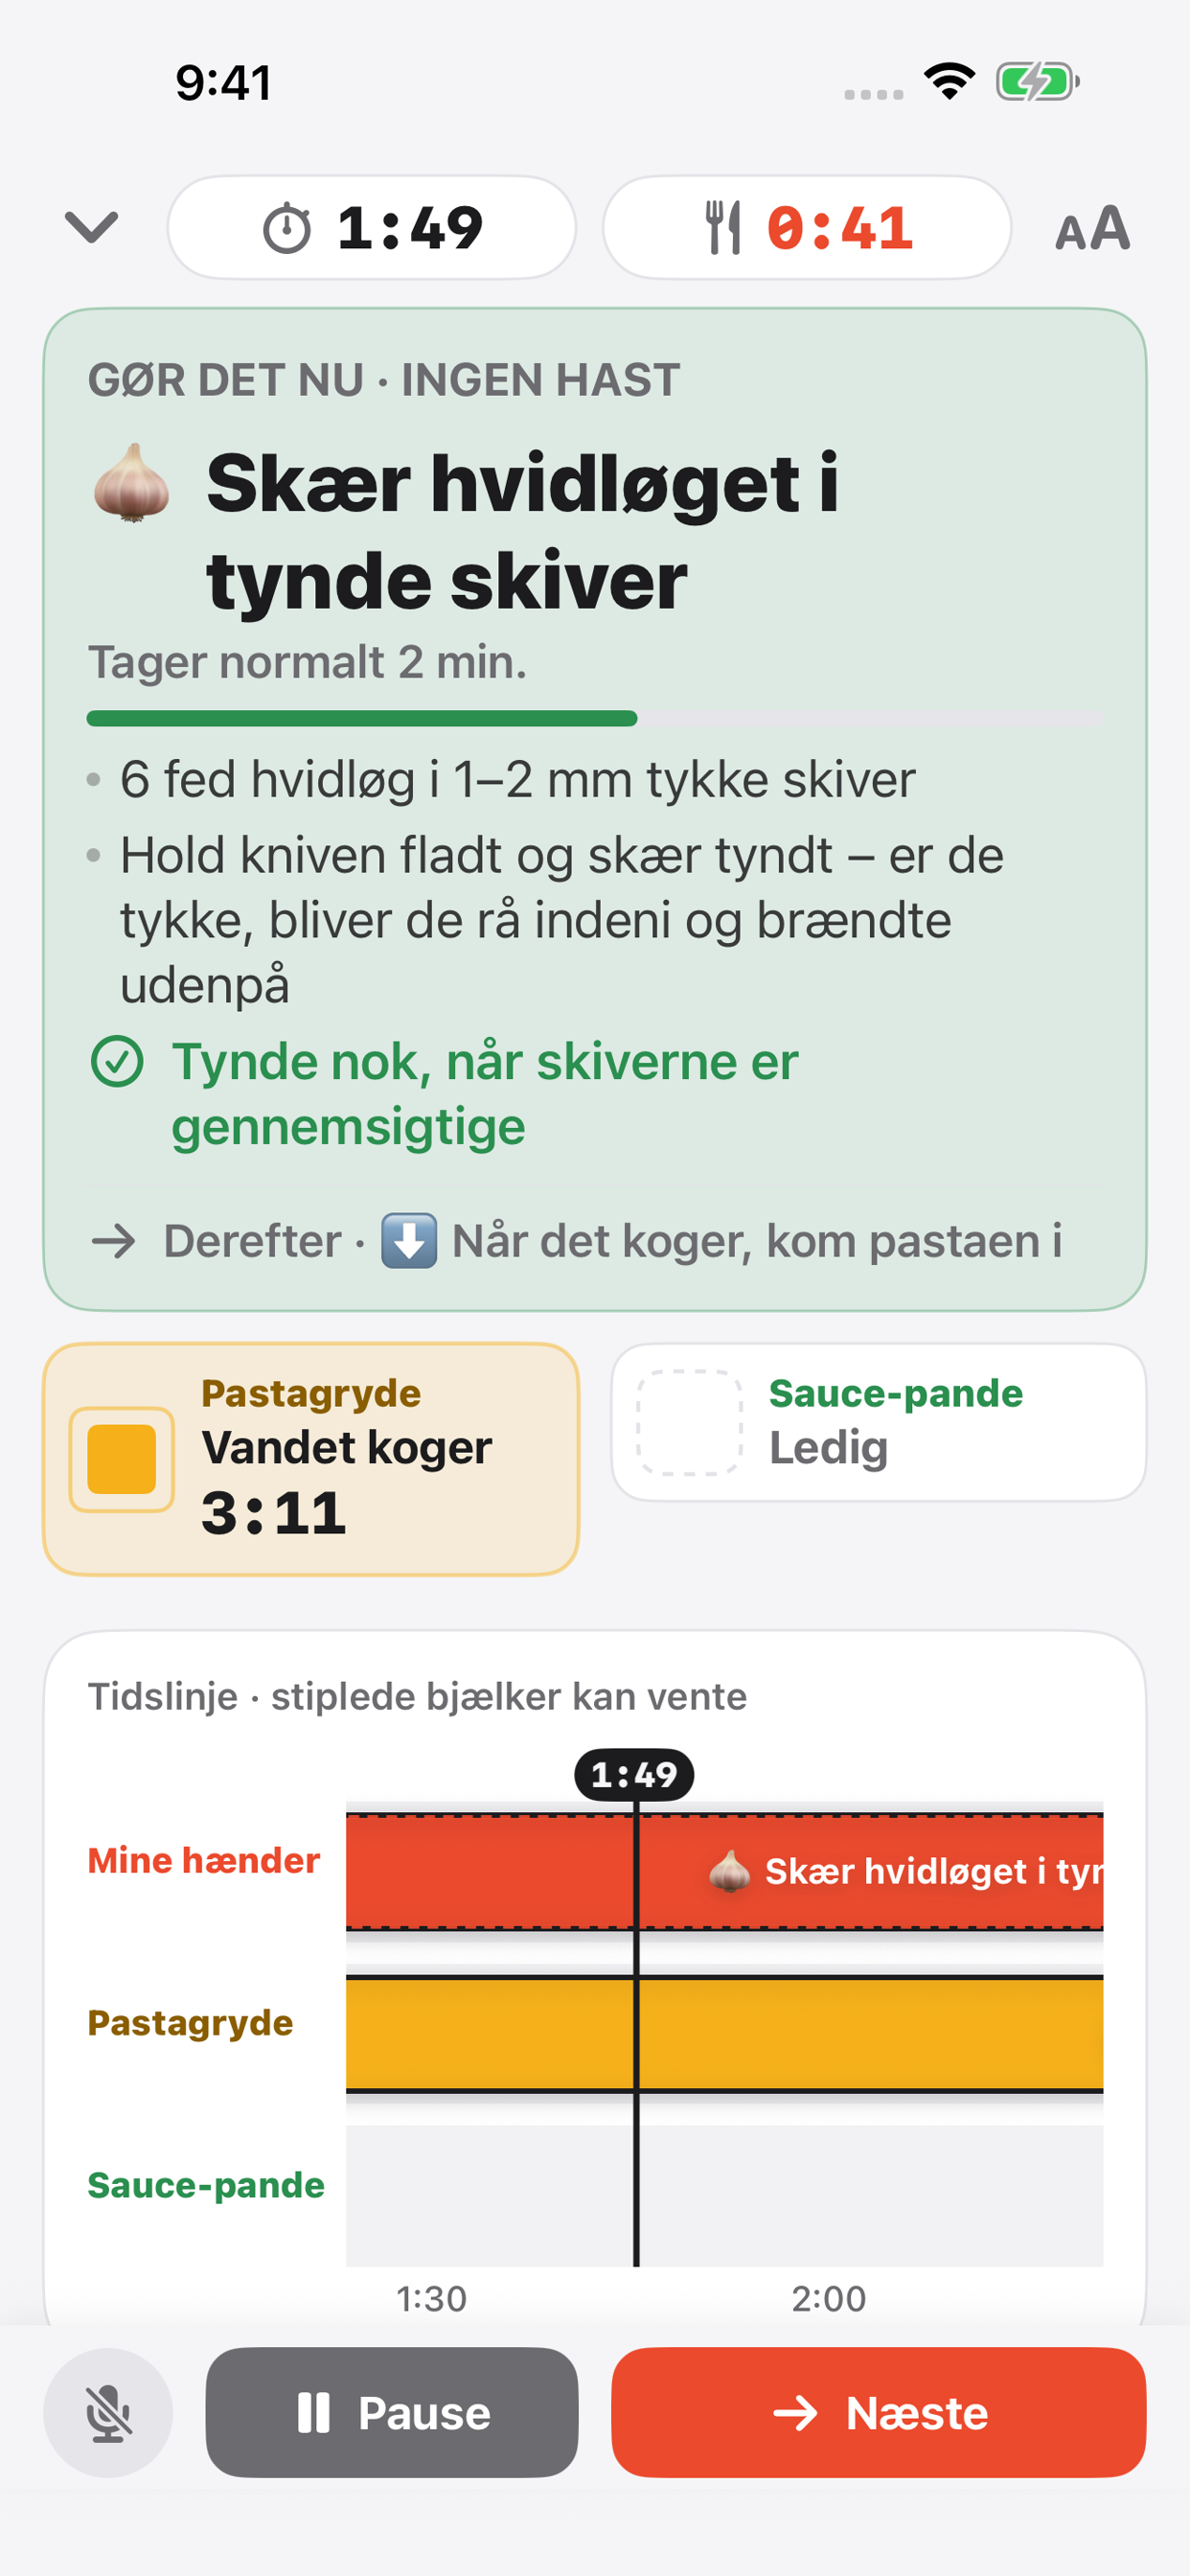 9:41
1:49
0:41
AA
GØR DET NU · INGEN HAST
Skær hvidløget i
tynde skiver
Tager normalt 2 min.
• 6 fed hvidløg i 1–2 mm tykke skiver
• Hold kniven fladt og skær tyndt – er de
tykke, bliver de rå indeni og brændte
udenpå
Tynde nok, når skiverne er
gennemsigtige
→ Derefter · ⬇️ Når det koger, kom pastaen i
Pastagryde
Vandet koger
3:11
Sauce-pande
Ledig
Tidslinje · stiplede bjælker kan vente
1:49
Mine hænder
Skær hvidløget i tyn
Pastagryde
Sauce-pande
1:30
2:00
Pause
→ Næste